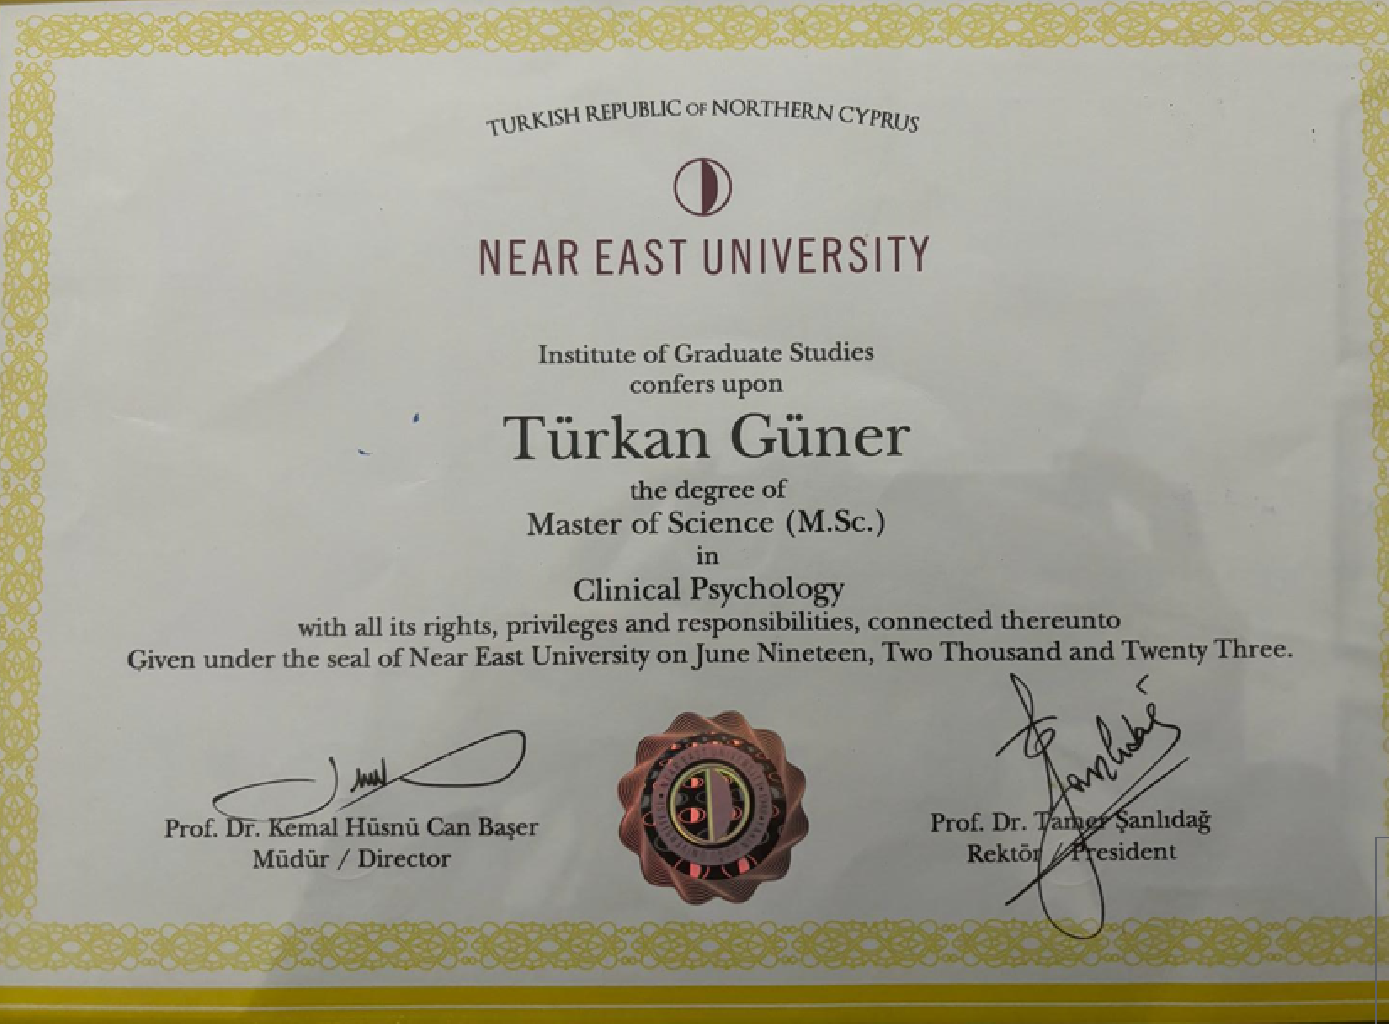 TURKISH REPUBLIC OF NORTHERN CYPRUS
NEAR EAST UNIVERSITY
Institute of Graduate Studies
confers upon
Türkan Güner
the degree of
Master of Science (M.Sc.)
in
Clinical Psychology
with all its rights, privileges and responsibilities, connected thereunto
Given under the seal of Near East University on June Nineteen, Two Thousand and Twenty Three.
Prof. Dr. Kemal Hüsnü Can Başer
Müdür / Director
Prof. Dr. Tamer Şanlıdağ
Rektör / President